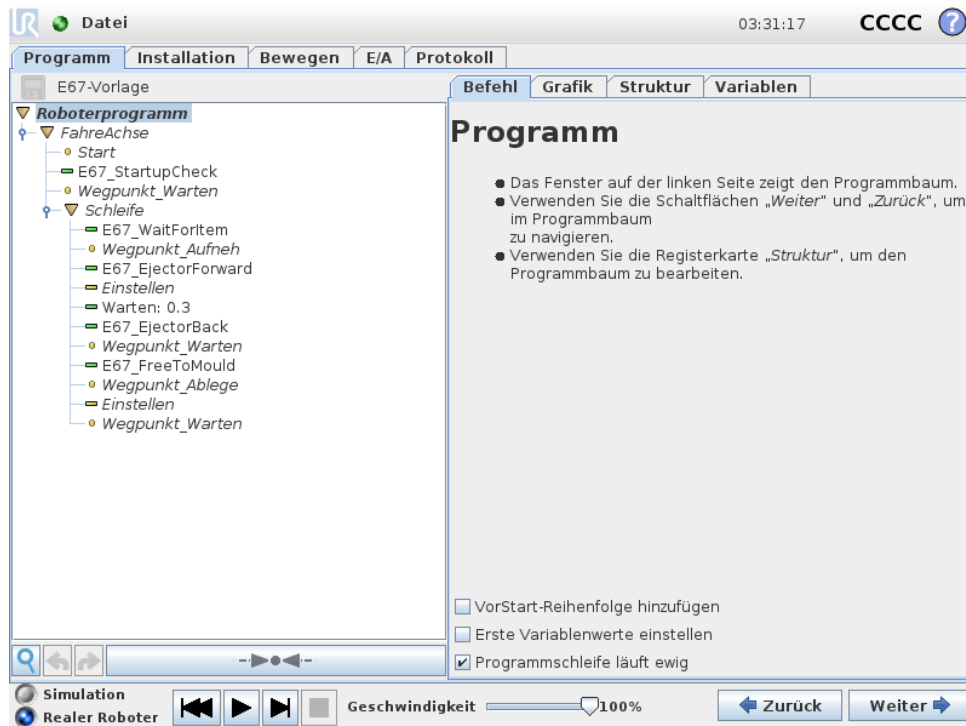 UR Datei 03:31:17 CCCC ?
Programm Installation Bewegen E/A Protokoll
E67-Vorlage
Roboterprogramm
FahreAchse
Start
E67_StartupCheck
Wegpunkt_Warten
Schleife
E67_WaitForItem
Wegpunkt_Aufneh
E67_EjectorForward
Einstellen
Warten: 0.3
E67_EjectorBack
Wegpunkt_Warten
E67_FreeToMould
Wegpunkt_Ablege
Einstellen
Wegpunkt_Warten
Befehl Grafik Struktur Variablen
Programm
Das Fenster auf der linken Seite zeigt den Programmbaum.
Verwenden Sie die Schaltflächen „Weiter" und „Zurück", um
im Programmbaum
zu navigieren.
Verwenden Sie die Registerkarte „Struktur", um den
Programmbaum zu bearbeiten.
VorStart-Reihenfolge hinzufügen
Erste Variablenwerte einstellen
Programmschleife läuft ewig
Simulation
Realer Roboter
Geschwindigkeit 100%
Zurück Weiter